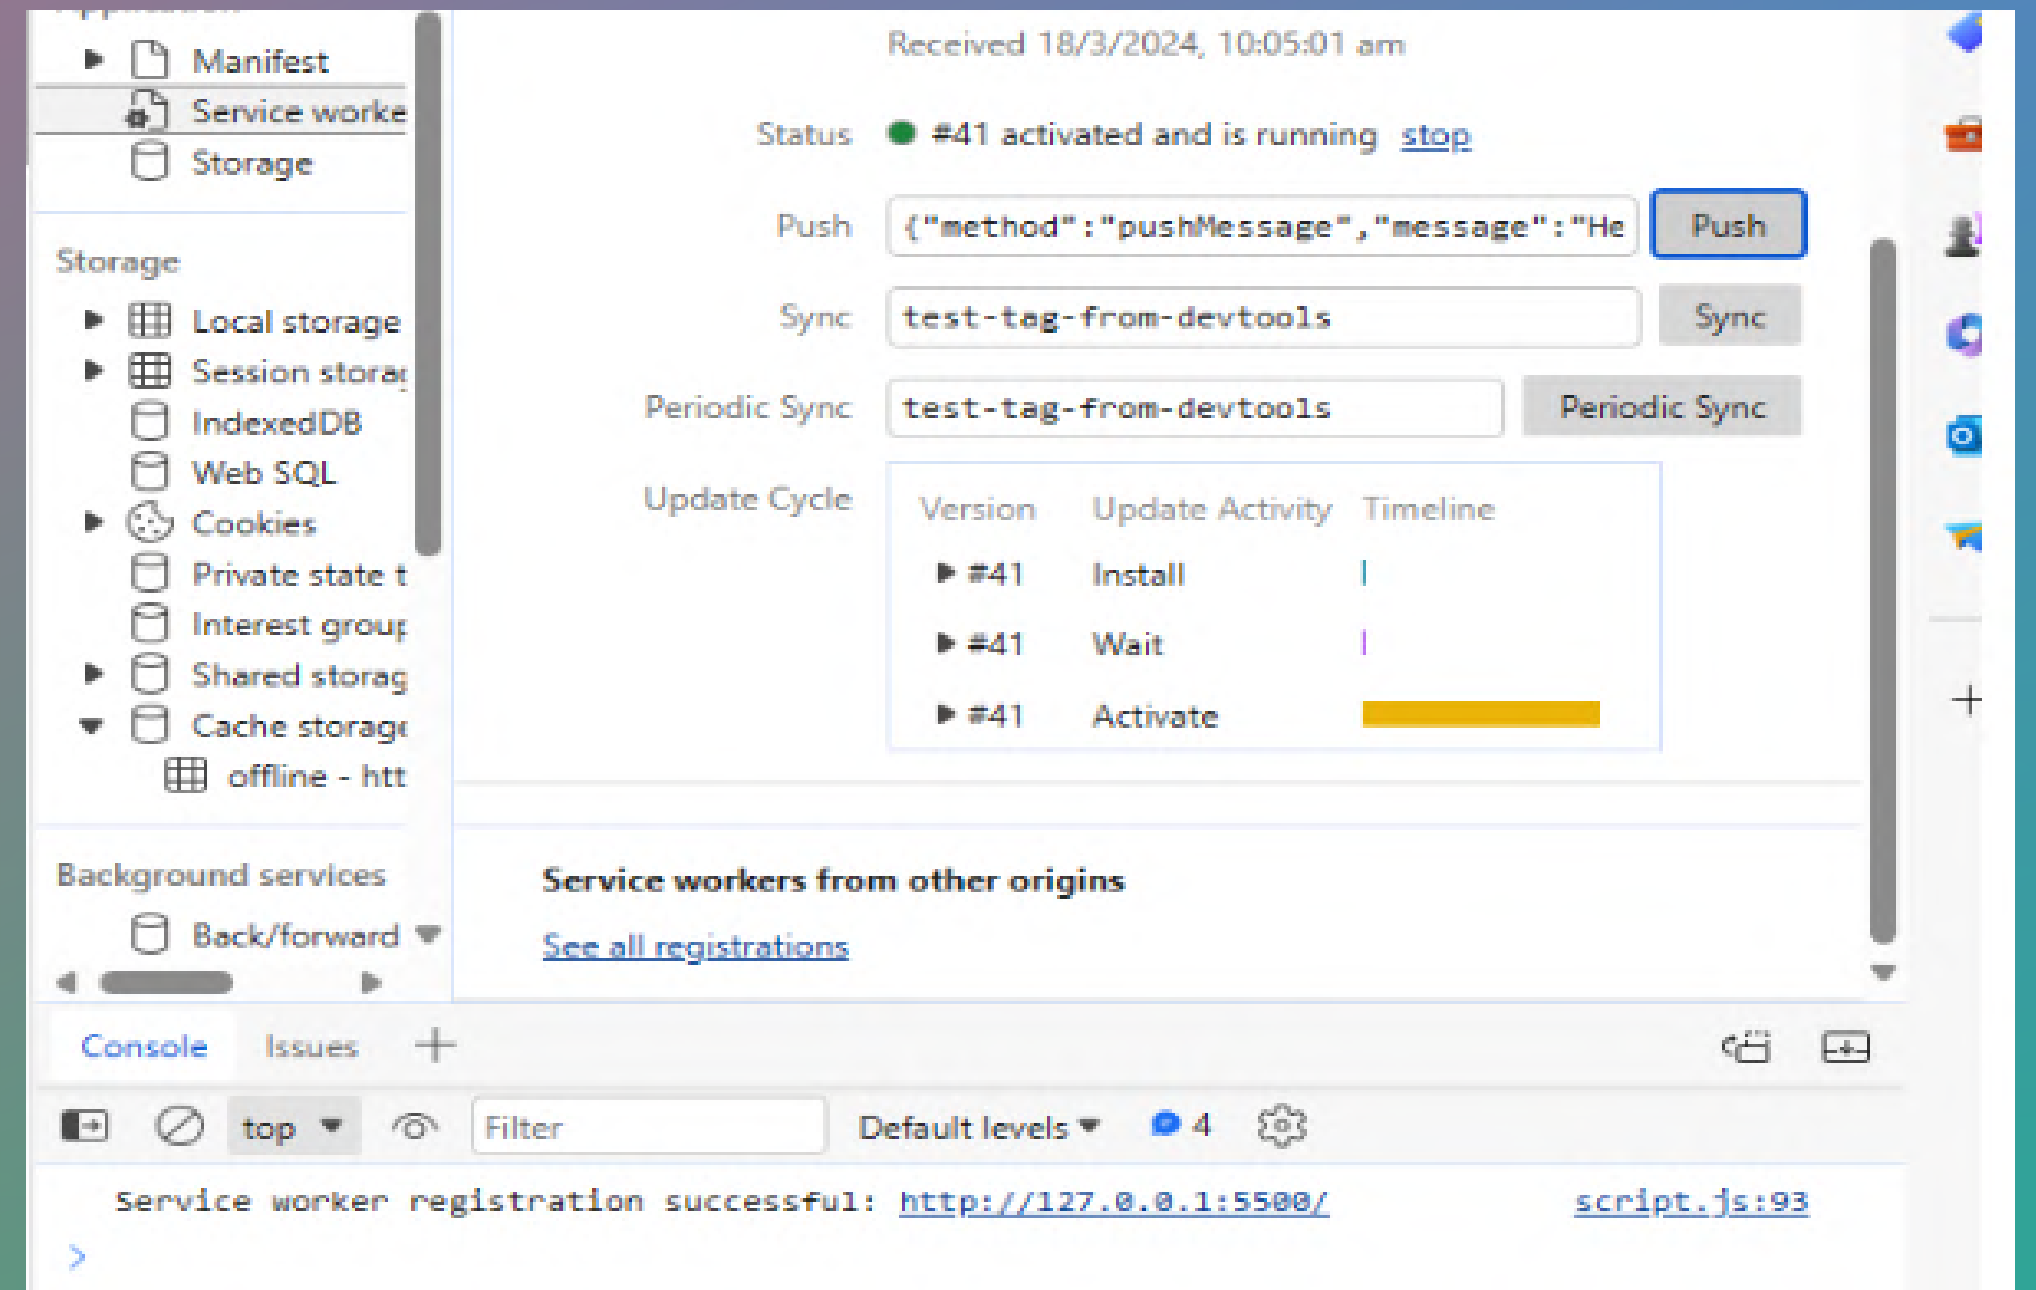 Manifest
Service worke
Storage
Storage
Local storage
Session storag
IndexedDB
Web SQL
Cookies
Private state t
Interest group
Shared storag
Cache storage
offline - htt
Background services
Back/forward
Received 18/3/2024, 10:05:01 am
Status #41 activated and is running stop
Push {"method":"pushMessage","message":"He Push
Sync test-tag-from-devtools Sync
Periodic Sync test-tag-from-devtools Periodic Sync
Update Cycle Version Update Activity Timeline
#41 Install
#41 Wait
#41 Activate
Service workers from other origins
See all registrations
Console Issues
top Filter Default levels 4
Service worker registration successful: http://127.0.0.1:5500/ script.js:93
>